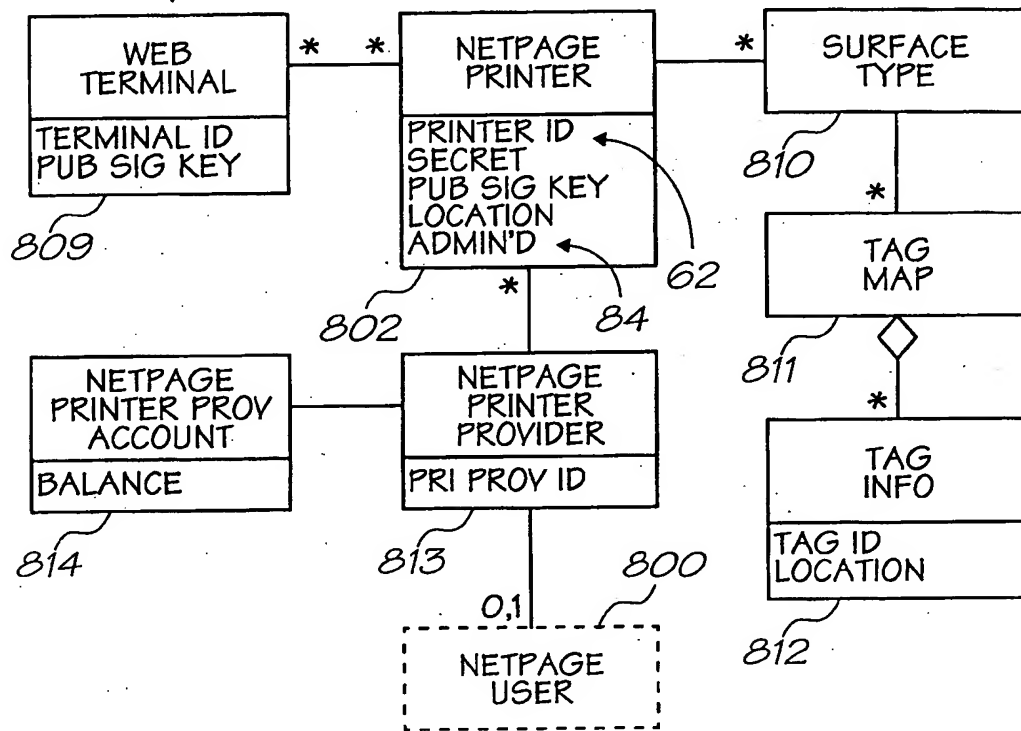 WEB
TERMINAL
TERMINAL ID
PUB SIG KEY
809
*
*
NETPAGE
PRINTER
PRINTER ID
SECRET
PUB SIG KEY
LOCATION
ADMIN'D
802
62
84
*
*
SURFACE
TYPE
810
*
TAG
MAP
811
*
TAG
INFO
TAG ID
LOCATION
812
NETPAGE
PRINTER PROV
ACCOUNT
BALANCE
814
NETPAGE
PRINTER
PROVIDER
PRI PROV ID
813
800
0,1
NETPAGE
USER